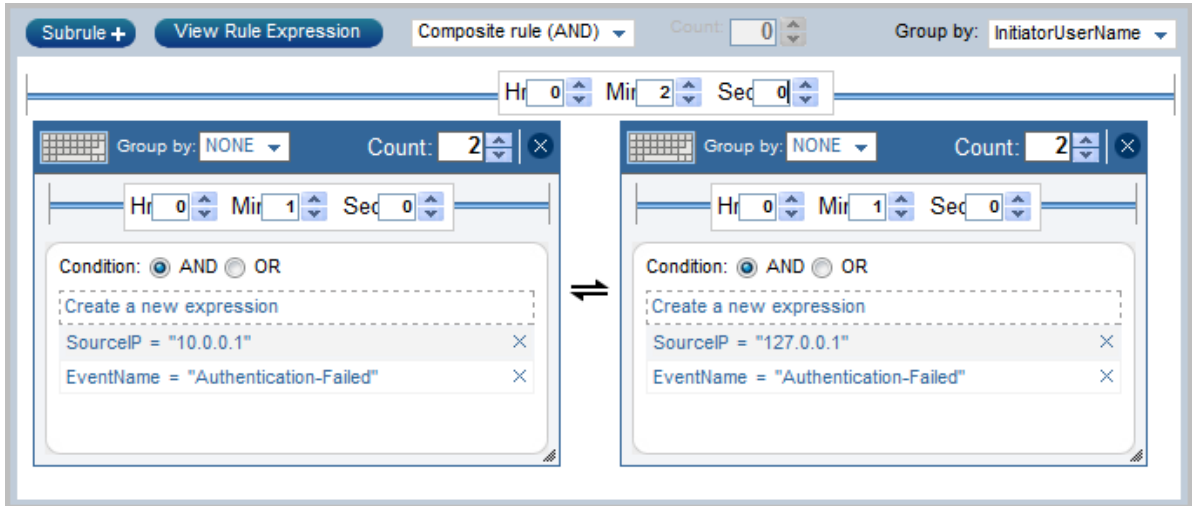 Subrule + View Rule Expression Composite rule (AND) Count: 0 Group by: InitiatorUserName
Hr 0 Min 2 Sec 0
Group by: NONE Count: 2
Hr 0 Min 1 Sec 0
Condition: AND OR
Create a new expression
SourceIP = "10.0.0.1"
EventName = "Authentication-Failed"
Group by: NONE Count: 2
Hr 0 Min 1 Sec 0
Condition: AND OR
Create a new expression
SourceIP = "127.0.0.1"
EventName = "Authentication-Failed"